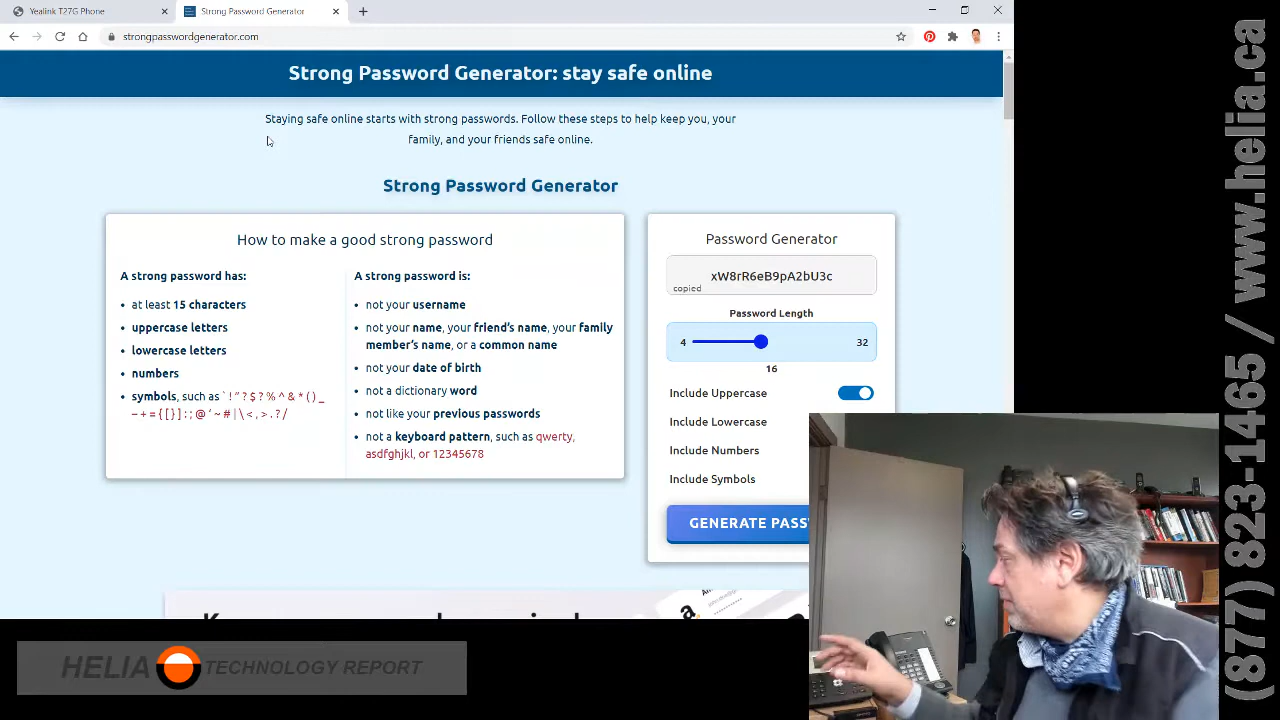 Yealink T27G Phone
Strong Password Generator
strongpasswordgenerator.com
Strong Password Generator: stay safe online
Staying safe online starts with strong passwords. Follow these steps to help keep you, your
family, and your friends safe online.
Strong Password Generator
How to make a good strong password
A strong password has:
• at least 15 characters
• uppercase letters
• lowercase letters
• numbers
• symbols, such as ` ! " ? $ ? % ^ & * ( ) _
− + = { [ } ] : ; @ ' ~ # | \ < , > . ? /
A strong password is:
• not your username
• not your name, your friend's name, your family
member's name, or a common name
• not your date of birth
• not a dictionary word
• not like your previous passwords
• not a keyboard pattern, such as qwerty,
asdfghjkl, or 12345678
Password Generator
xW8rR6eB9pA2bU3c
copied
Password Length
4 32
16
Include Uppercase
Include Lowercase
Include Numbers
Include Symbols
GENERATE PASS
HELIA TECHNOLOGY REPORT
(877) 823-1465 / www.helia.ca